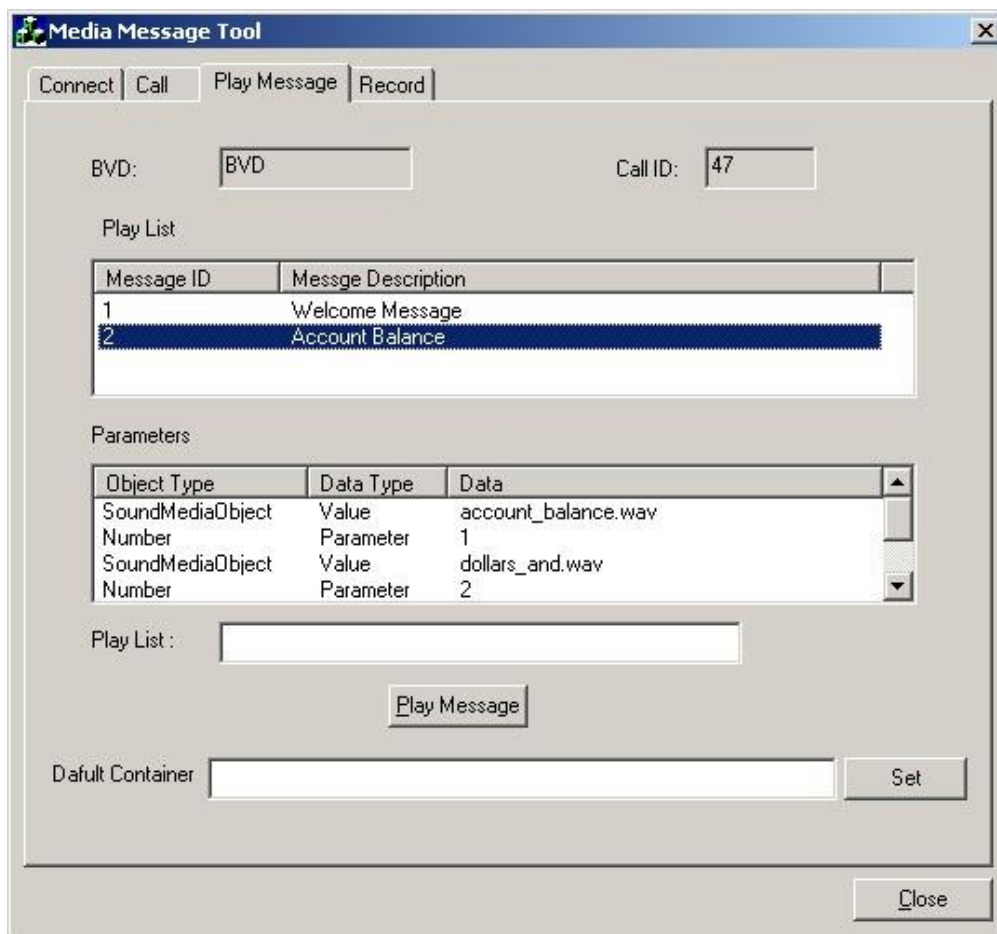 Media Message Tool
Connect Call Play Message Record
BVD: BVD Call ID: 47
Play List
Message ID Messge Description
1 Welcome Message
2 Account Balance
Parameters
Object Type Data Type Data
SoundMediaObject Value account_balance.wav
Number Parameter 1
SoundMediaObject Value dollars_and.wav
Number Parameter 2
Play List :
Play Message
Dafult Container Set
Close